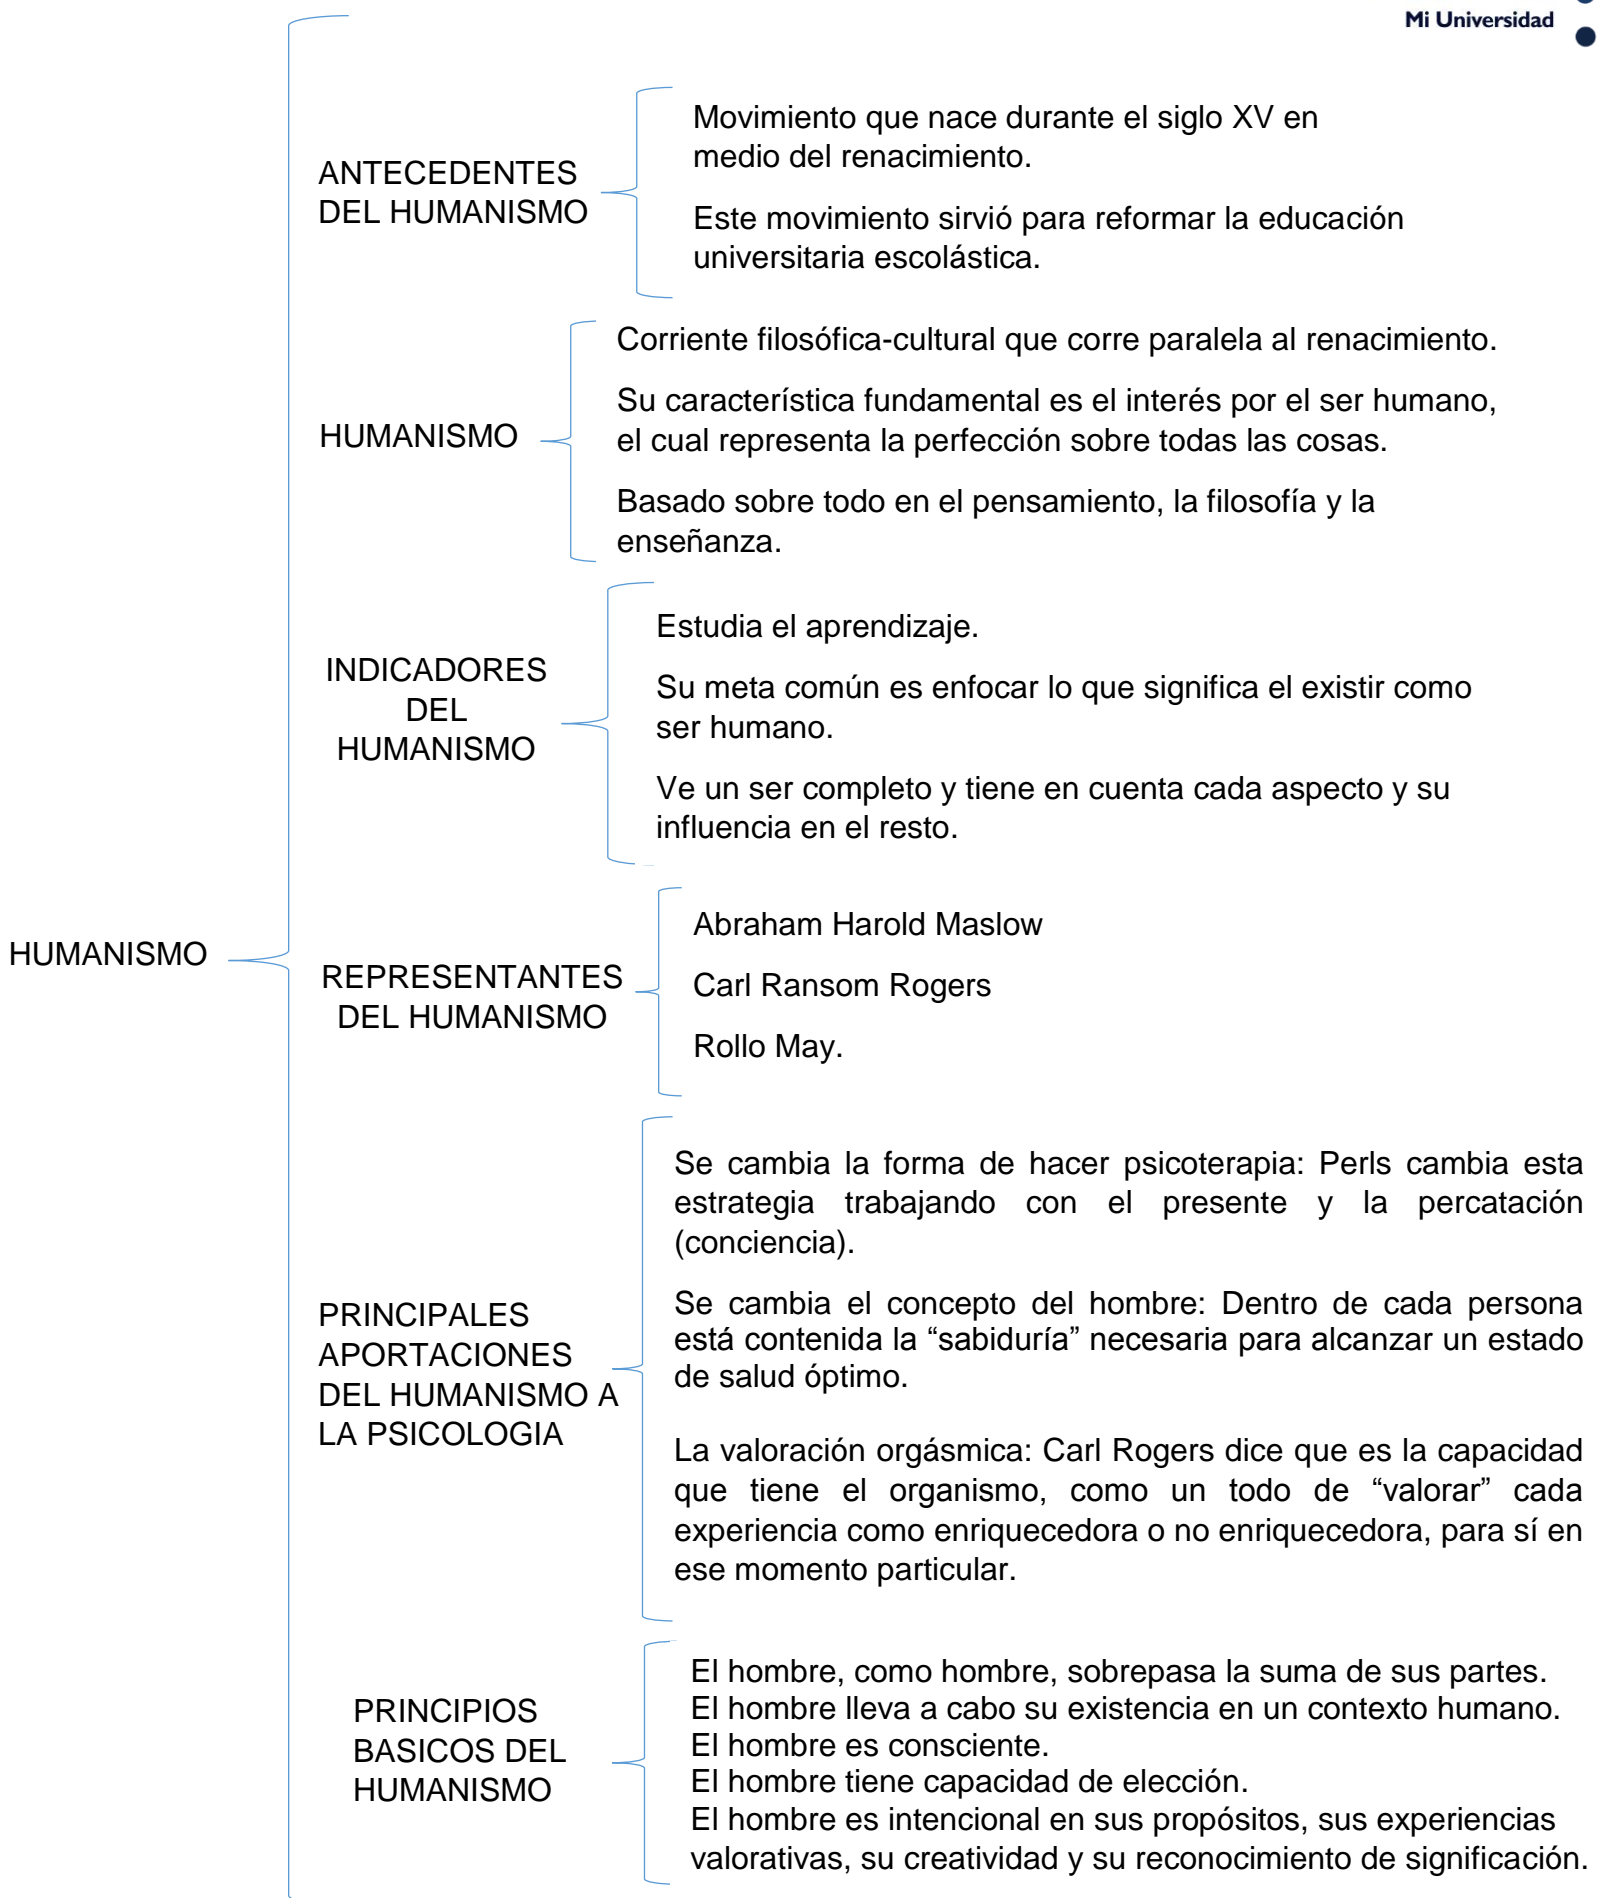 Mi Universidad
ANTECEDENTES
DEL HUMANISMO
Movimiento que nace durante el siglo XV en
medio del renacimiento.
Este movimiento sirvió para reformar la educación
universitaria escolástica.
HUMANISMO
Corriente filosófica-cultural que corre paralela al renacimiento.
Su característica fundamental es el interés por el ser humano,
el cual representa la perfección sobre todas las cosas.
Basado sobre todo en el pensamiento, la filosofía y la
enseñanza.
INDICADORES
DEL
HUMANISMO
Estudia el aprendizaje.
Su meta común es enfocar lo que significa el existir como
ser humano.
Ve un ser completo y tiene en cuenta cada aspecto y su
influencia en el resto.
HUMANISMO
REPRESENTANTES
DEL HUMANISMO
Abraham Harold Maslow
Carl Ransom Rogers
Rollo May.
PRINCIPALES
APORTACIONES
DEL HUMANISMO A
LA PSICOLOGIA
Se cambia la forma de hacer psicoterapia: Perls cambia esta
estrategia trabajando con el presente y la percatación
(conciencia).
Se cambia el concepto del hombre: Dentro de cada persona
está contenida la “sabiduría” necesaria para alcanzar un estado
de salud óptimo.
La valoración orgásmica: Carl Rogers dice que es la capacidad
que tiene el organismo, como un todo de “valorar” cada
experiencia como enriquecedora o no enriquecedora, para sí en
ese momento particular.
PRINCIPIOS
BASICOS DEL
HUMANISMO
El hombre, como hombre, sobrepasa la suma de sus partes.
El hombre lleva a cabo su existencia en un contexto humano.
El hombre es consciente.
El hombre tiene capacidad de elección.
El hombre es intencional en sus propósitos, sus experiencias
valorativas, su creatividad y su reconocimiento de significación.